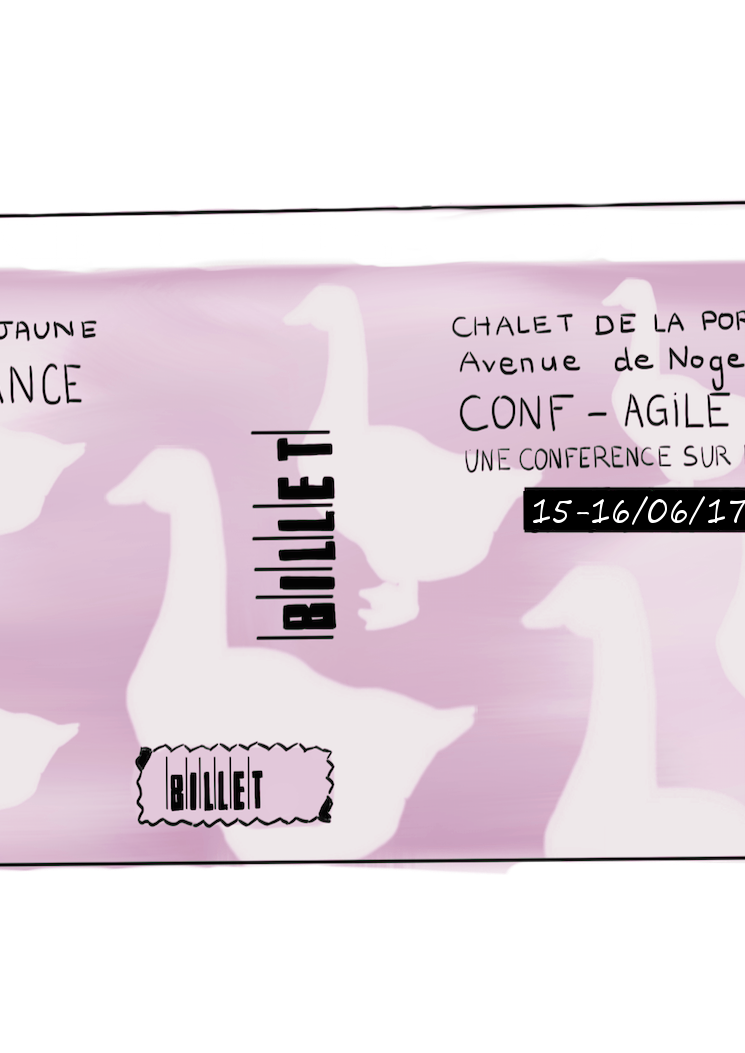 JAUNE
ANCE
BILLET
BILLET
CHALET DE LA POR
Avenue de Noge
CONF - AGiLE
UNE CONFERENCE SUR
15-16/06/17